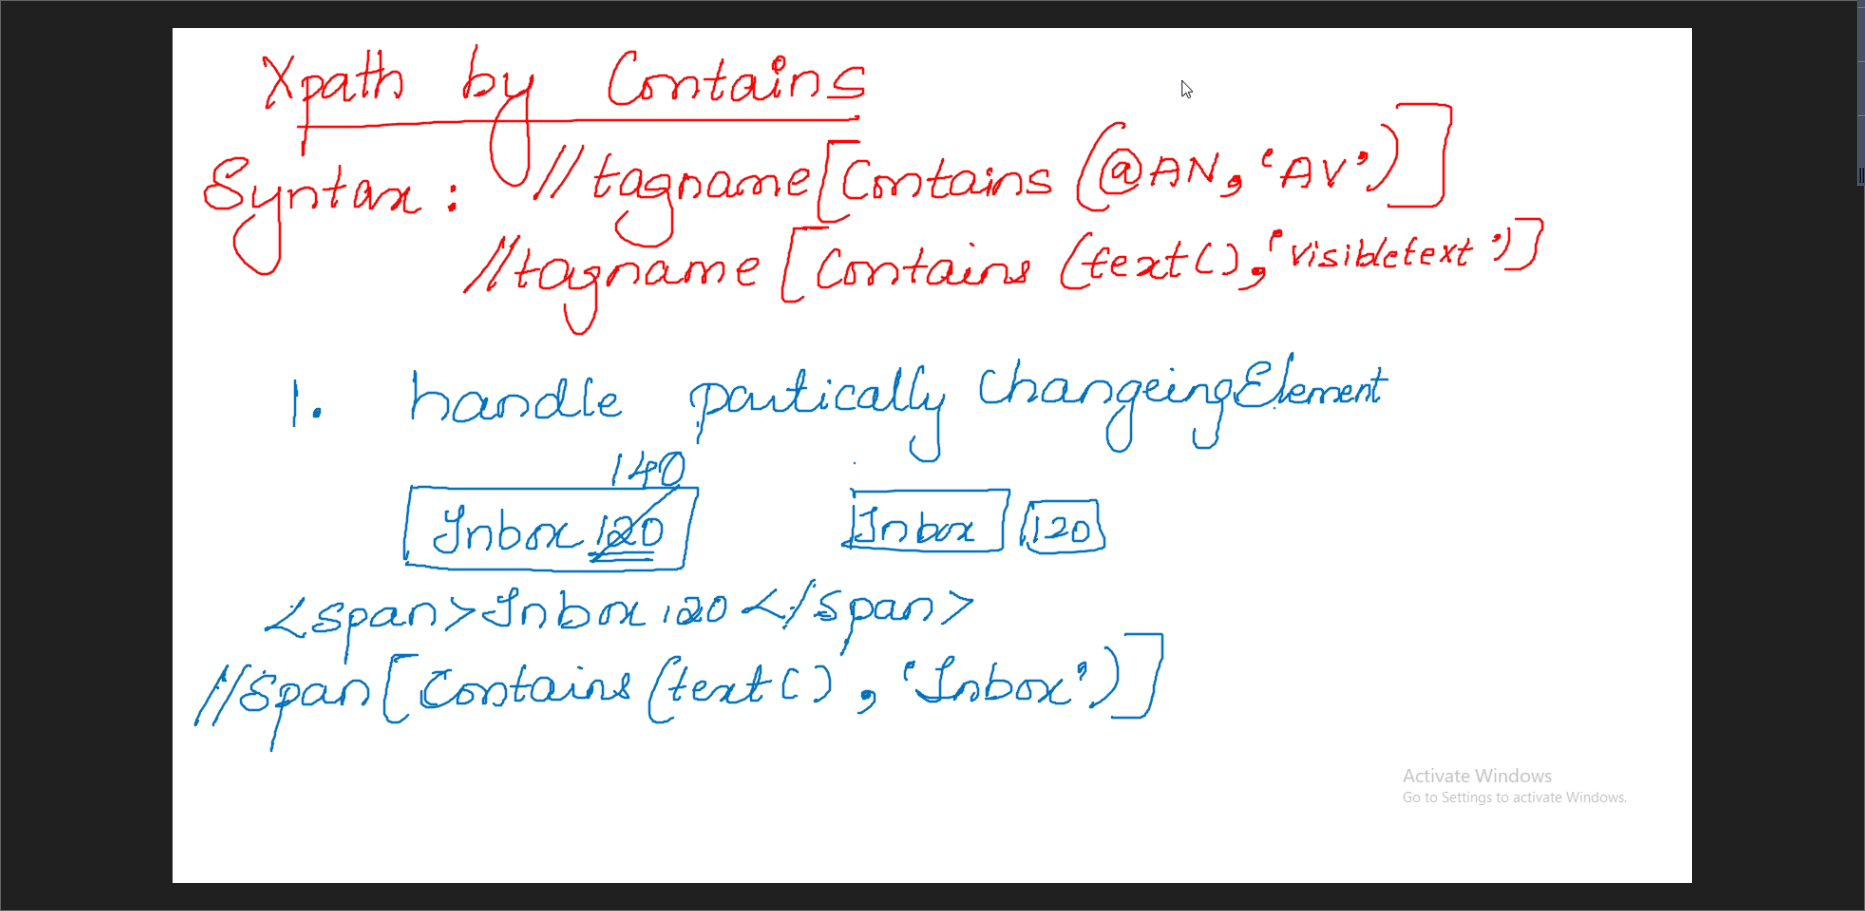 Xpath by Contains
Syntax : //tagname[Contains (@AN, 'AV')]
//tagname [Contains (text(), 'visibletext')]
1. handle partically changeingElement
140
Inbox 120 Inbox 120
<span>Inbox 120 </span>
//span[Contains (text(), 'Inbox')]
Activate Windows
Go to Settings to activate Windows.